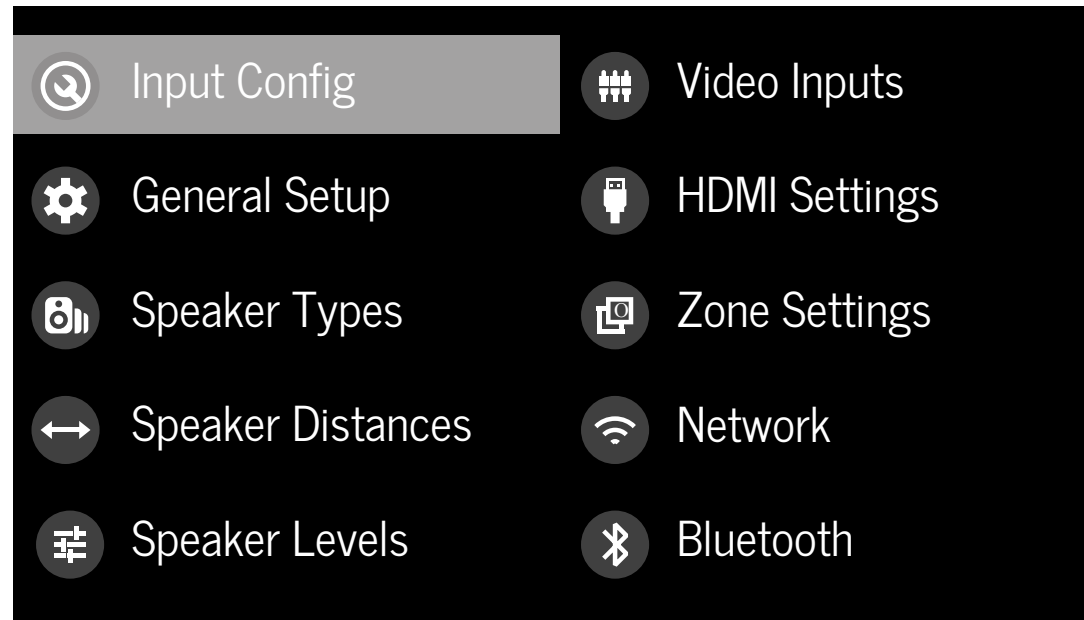 Input Config
General Setup
Speaker Types
Speaker Distances
Speaker Levels
Video Inputs
HDMI Settings
O
Zone Settings
Network
Bluetooth